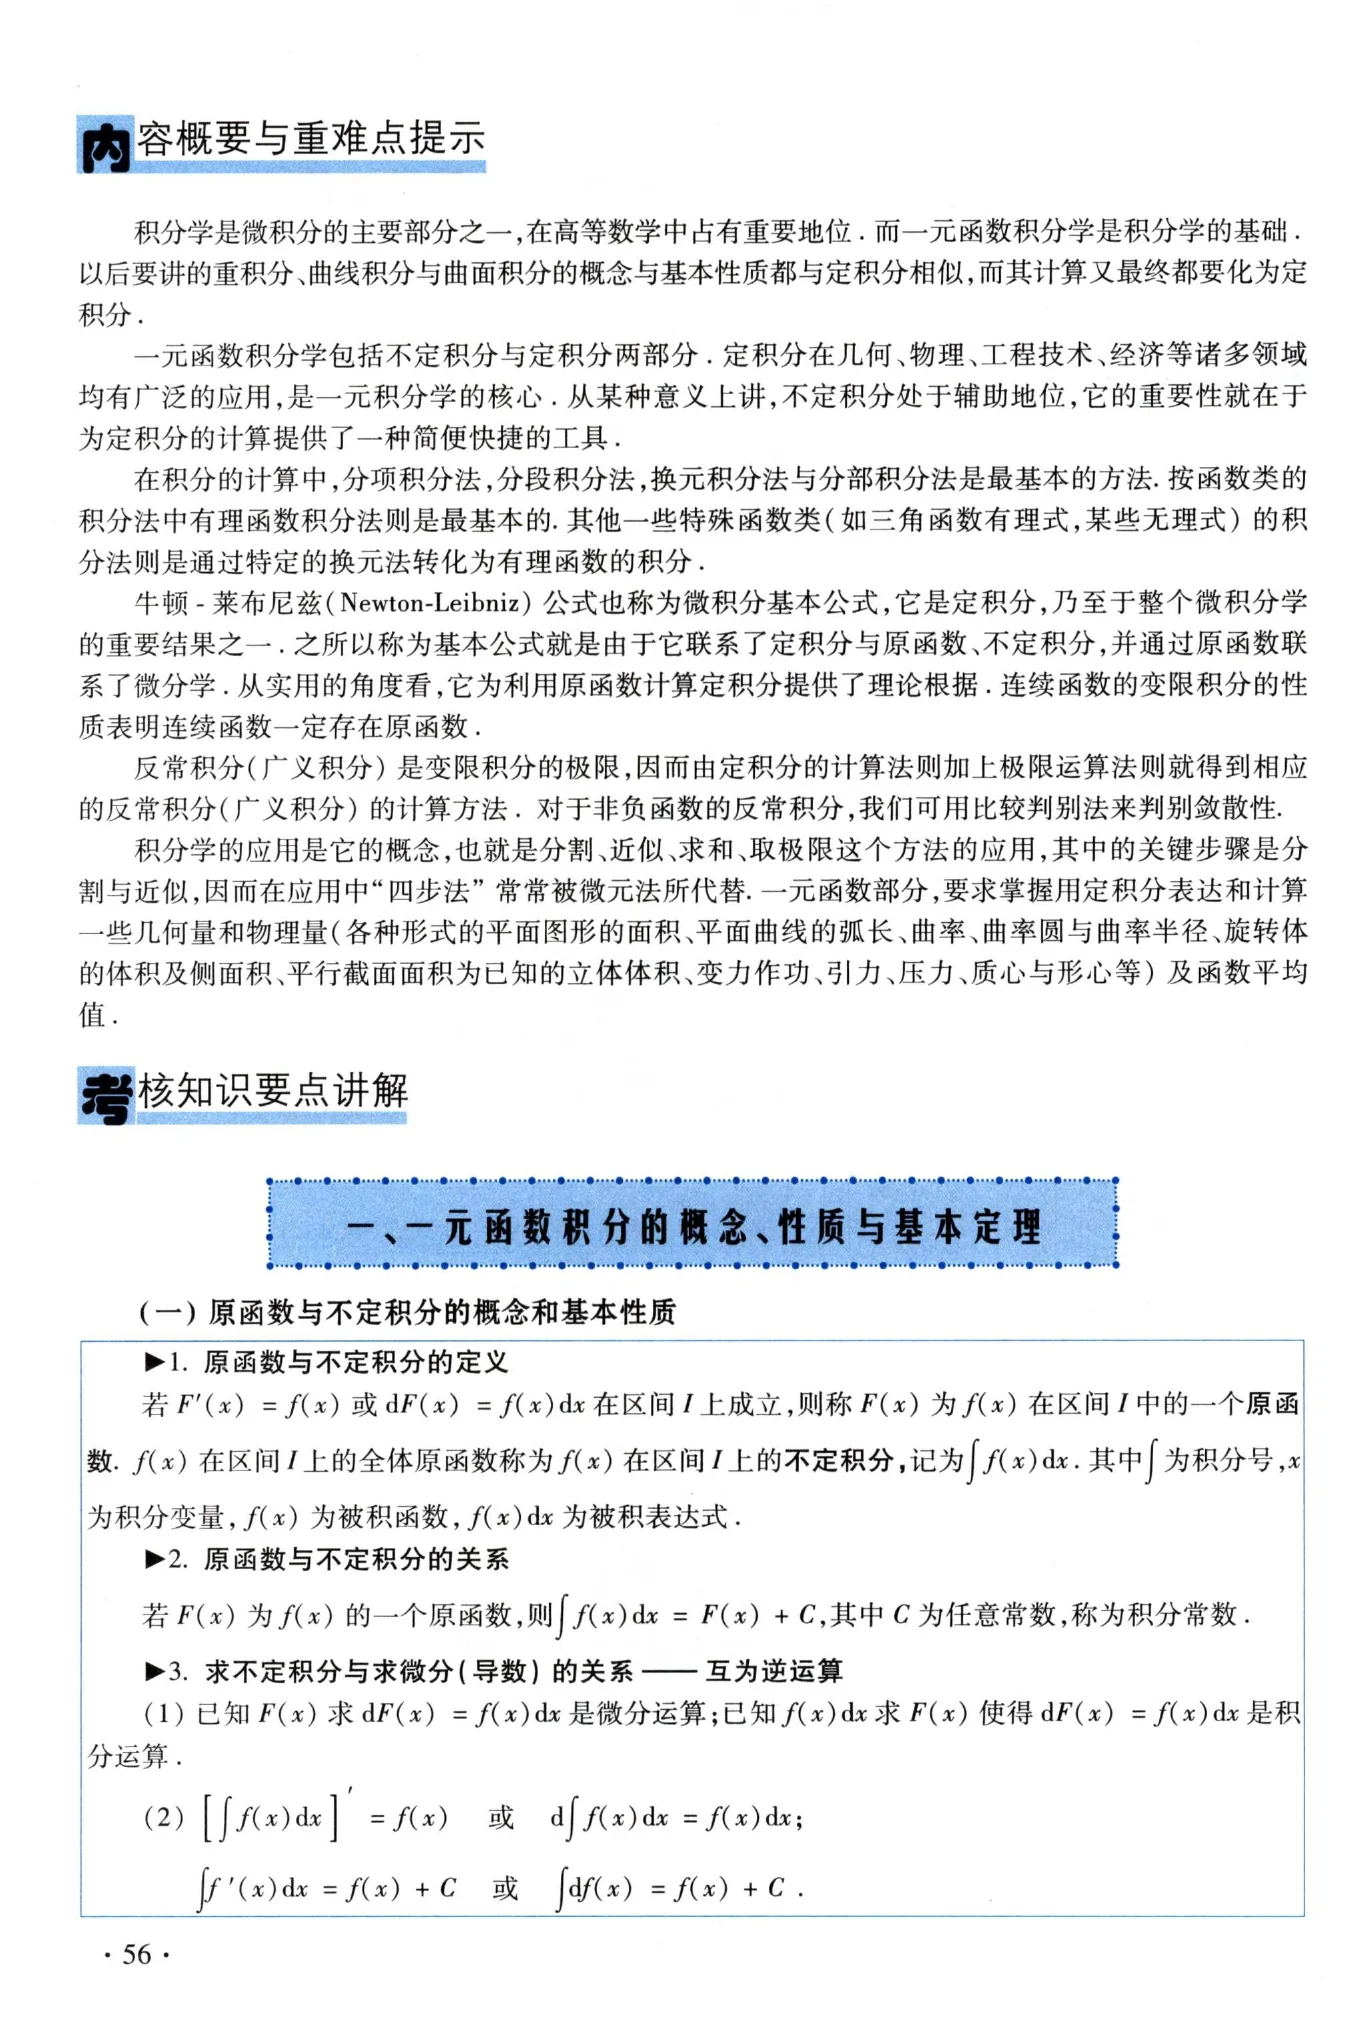 内容概要与重难点提示
积分学是微积分的主要部分之一,在高等数学中占有重要地位.而一元函数积分学是积分学的基础.
以后要讲的重积分、曲线积分与曲面积分的概念与基本性质都与定积分相似,而其计算又最终都要化为定
积分.
一元函数积分学包括不定积分与定积分两部分.定积分在几何、物理、工程技术、经济等诸多领域
均有广泛的应用,是一元积分学的核心.从某种意义上讲,不定积分处于辅助地位,它的重要性就在于
为定积分的计算提供了一种简便快捷的工具.
在积分的计算中,分项积分法,分段积分法,换元积分法与分部积分法是最基本的方法.按函数类的
积分法中有理函数积分法则是最基本的.其他一些特殊函数类(如三角函数有理式,某些无理式)的积
分法则是通过特定的换元法转化为有理函数的积分.
牛顿-莱布尼兹(Newton-Leibniz)公式也称为微积分基本公式,它是定积分,乃至于整个微积分学
的重要结果之一.之所以称为基本公式就是由于它联系了定积分与原函数、不定积分,并通过原函数联
系了微分学.从实用的角度看,它为利用原函数计算定积分提供了理论根据.连续函数的变限积分的性
质表明连续函数一定存在原函数.
反常积分(广义积分)是变限积分的极限,因而由定积分的计算法则加上极限运算法则就得到相应
的反常积分(广义积分)的计算方法.对于非负函数的反常积分,我们可用比较判别法来判别敛散性.
积分学的应用是它的概念,也就是分割、近似、求和、取极限这个方法的应用,其中的关键步骤是分
割与近似,因而在应用中“四步法”常常被微元法所代替.一元函数部分,要求掌握用定积分表达和计算
一些几何量和物理量(各种形式的平面图形的面积、平面曲线的弧长、曲率、曲率圆与曲率半径、旋转体
的体积及侧面积、平行截面面积为已知的立体体积、变力作功、引力、压力、质心与形心等)及函数平均
值.
考核知识要点讲解
一、一元函数积分的概念、性质与基本定理
(一)原函数与不定积分的概念和基本性质
▶1. 原函数与不定积分的定义
若 F′(x) = f(x) 或 dF(x) = f(x)dx 在区间 I 上成立,则称 F(x) 为 f(x) 在区间 I 中的一个原函
数. f(x) 在区间 I 上的全体原函数称为 f(x) 在区间 I 上的不定积分,记为∫f(x)dx.其中∫为积分号,x
为积分变量, f(x) 为被积函数, f(x)dx 为被积表达式.
▶2. 原函数与不定积分的关系
若 F(x) 为 f(x) 的一个原函数,则∫f(x)dx = F(x) + C,其中 C 为任意常数,称为积分常数.
▶3. 求不定积分与求微分(导数)的关系——互为逆运算
(1) 已知 F(x) 求 dF(x) = f(x)dx 是微分运算;已知 f(x)dx 求 F(x) 使得 dF(x) = f(x)dx 是积
分运算.
(2) [∫f(x)dx]′ = f(x) 或 d∫f(x)dx = f(x)dx;
∫f′(x)dx = f(x) + C 或 ∫df(x) = f(x) + C .
· 56 ·